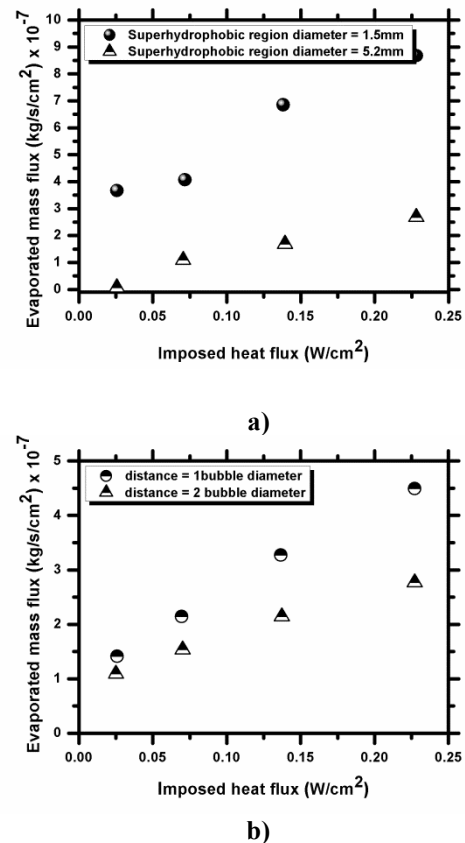 Evaporated mass flux (kg/s/cm²) x 10⁻⁷
10
9
8
7
6
5
4
3
2
1
0
Superhydrophobic region diameter = 1.5mm
Superhydrophobic region diameter = 5.2mm
0.00 0.05 0.10 0.15 0.20 0.25
Imposed heat flux (W/cm²)
a)
Evaporated mass flux (kg/s/cm²) x 10⁻⁷
5
4
3
2
1
0
distance = 1bubble diameter
distance = 2 bubble diameter
0.00 0.05 0.10 0.15 0.20 0.25
Imposed heat flux (W/cm²)
b)